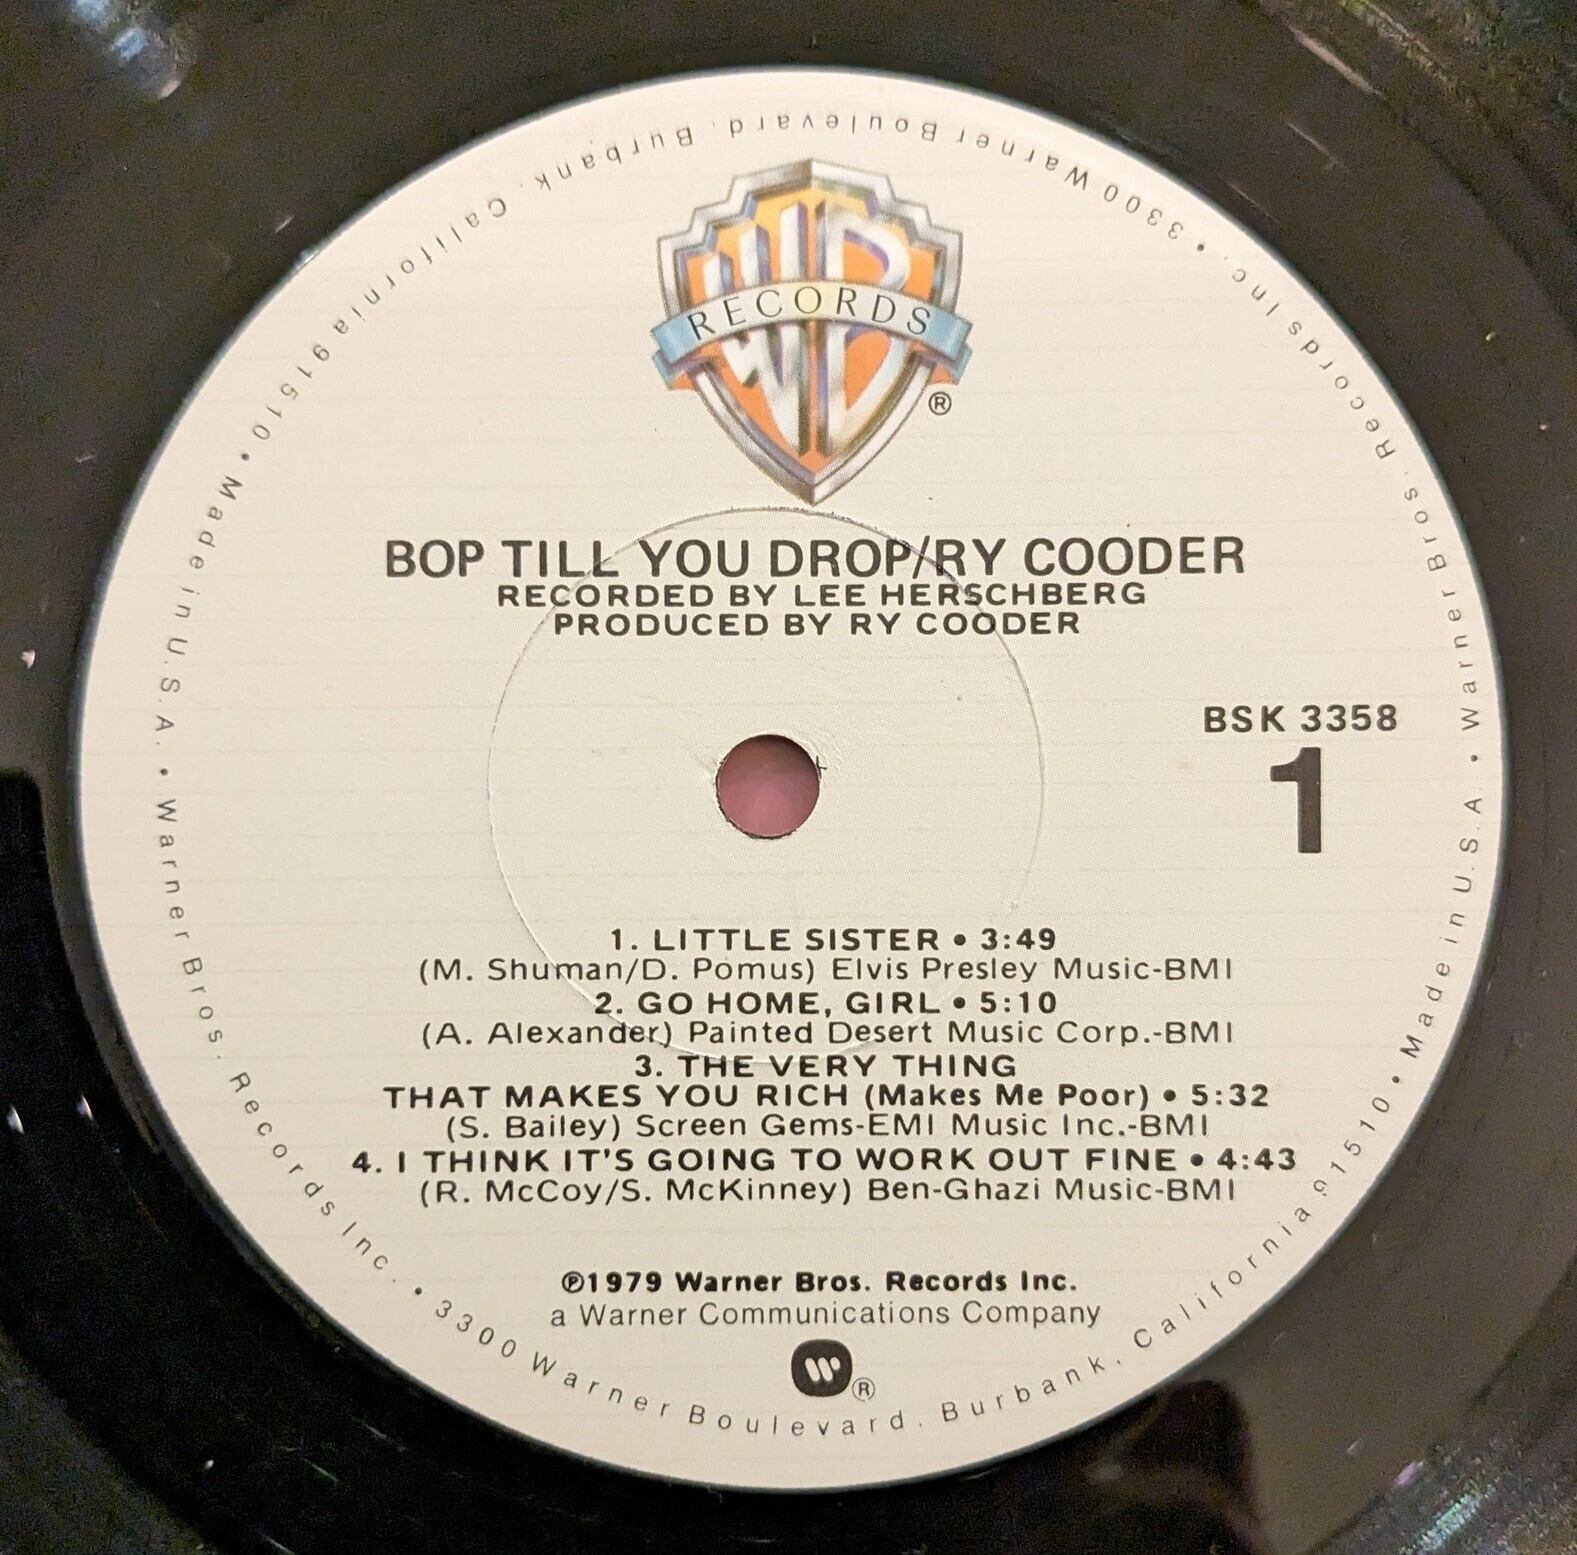 WB
RECORDS
®
BOP TILL YOU DROP/RY COODER
RECORDED BY LEE HERSCHBERG
PRODUCED BY RY COODER
BSK 3358
1
1. LITTLE SISTER • 3:49
(M. Shuman/D. Pomus) Elvis Presley Music-BMI
2. GO HOME, GIRL • 5:10
(A. Alexander) Painted Desert Music Corp.-BMI
3. THE VERY THING
THAT MAKES YOU RICH (Makes Me Poor) • 5:32
(S. Bailey) Screen Gems-EMI Music Inc.-BMI
4. I THINK IT'S GOING TO WORK OUT FINE • 4:43
(R. McCoy/S. McKinney) Ben-Ghazi Music-BMI
℗1979 Warner Bros. Records Inc.
a Warner Communications Company
W
®
Warner Bros. Records Inc. • 3300 Warner Boulevard. Burbank. California 91510 • Made in U.S.A. • Warner Bros. Records Inc. • 3300 Warner Boulevard. Burbank. California 91510 • Made in U.S.A. •